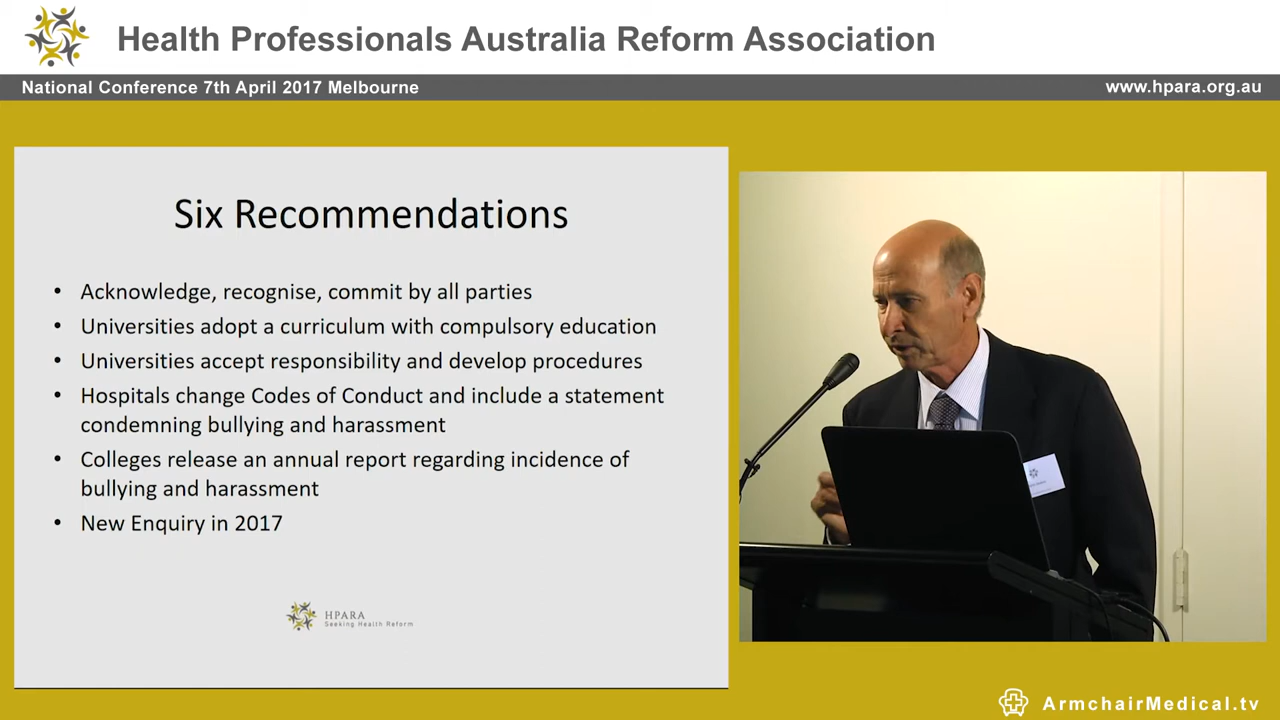 Health Professionals Australia Reform Association
National Conference 7th April 2017 Melbourne
www.hpara.org.au
Six Recommendations
• Acknowledge, recognise, commit by all parties
• Universities adopt a curriculum with compulsory education
• Universities accept responsibility and develop procedures
• Hospitals change Codes of Conduct and include a statement
condemning bullying and harassment
• Colleges release an annual report regarding incidence of
bullying and harassment
• New Enquiry in 2017
HPARA
Seeking Health Reform
ArmchairMedical.tv